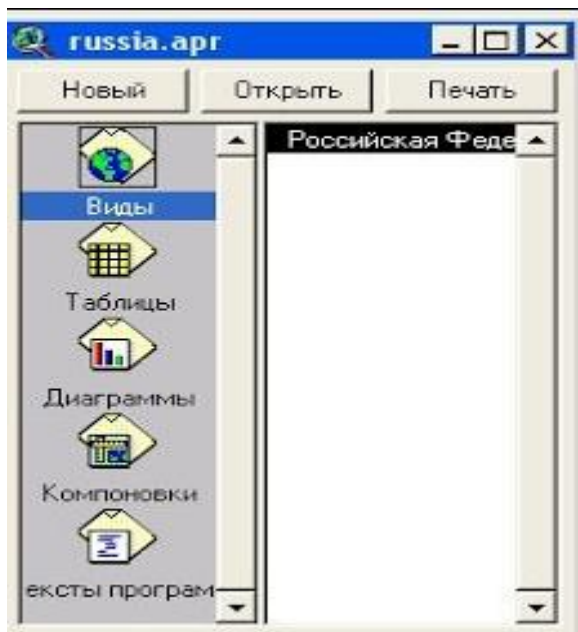 russia.apr
Новый Открыть Печать
Российская Феде
Виды
Таблицы
Диаграммы
Компоновки
ексты програм